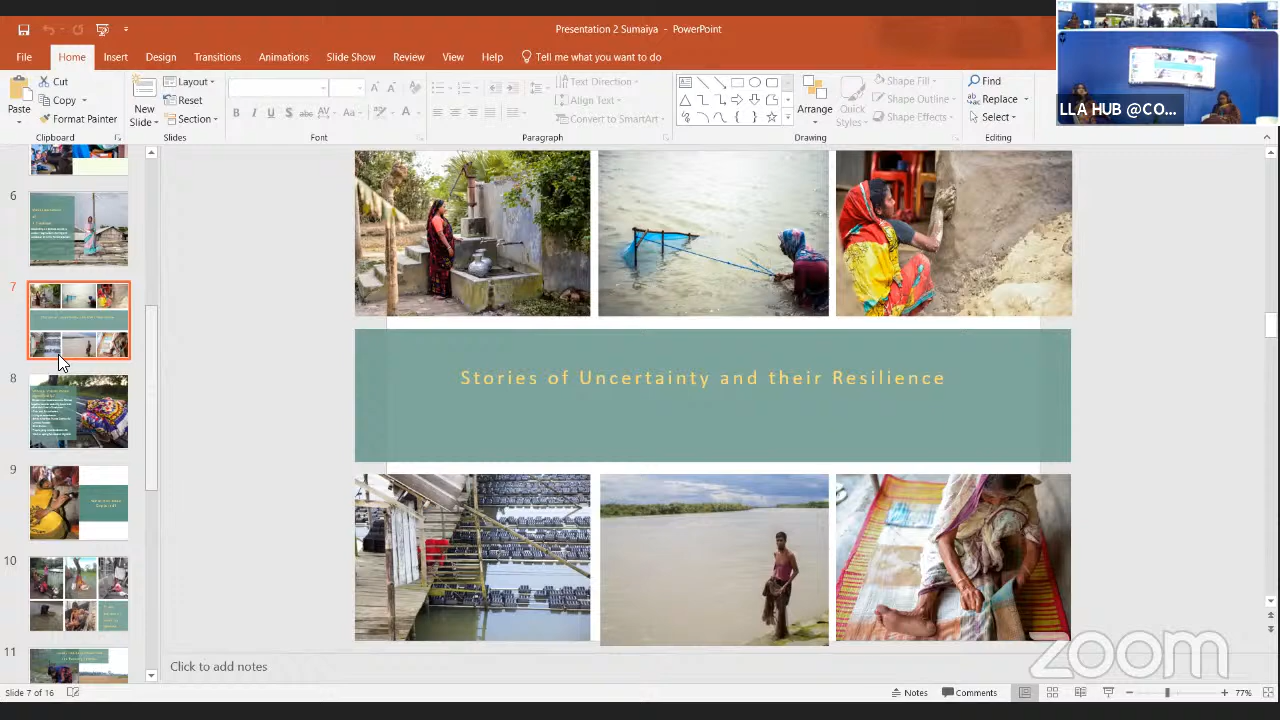 Presentation 2 Sumaiya - PowerPoint
File Home Insert Design Transitions Animations Slide Show Review View Help Tell me what you want to do
Paste
Cut
Copy
Format Painter
Clipboard
New
Slide
Layout
Reset
Section
Slides
Font
Text Direction
Align Text
Convert to SmartArt
Paragraph
Arrange
Quick
Styles
Shape Fill
Shape Outline
Shape Effects
Drawing
Find
Replace
Select
Editing
LLA HUB @CO...
6
7
8
9
10
11
Stories of Uncertainty and their Resilience
Click to add notes
zoom
Slide 7 of 16
Notes
Comments
77%